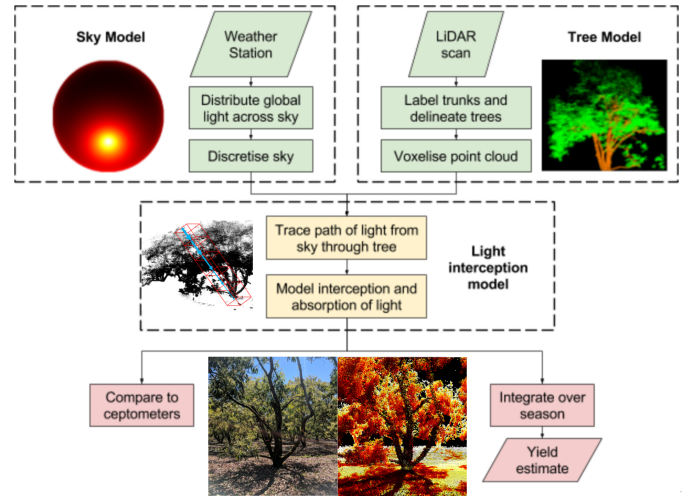 Sky Model
Weather
Station
Distribute global
light across sky
Discretise sky
LiDAR
scan
Tree Model
Label trunks and
delineate trees
Voxelise point cloud
Trace path of light from
sky through tree
Light
interception
model
Model interception and
absorption of light
Compare to
ceptometers
Integrate over
season
Yield
estimate